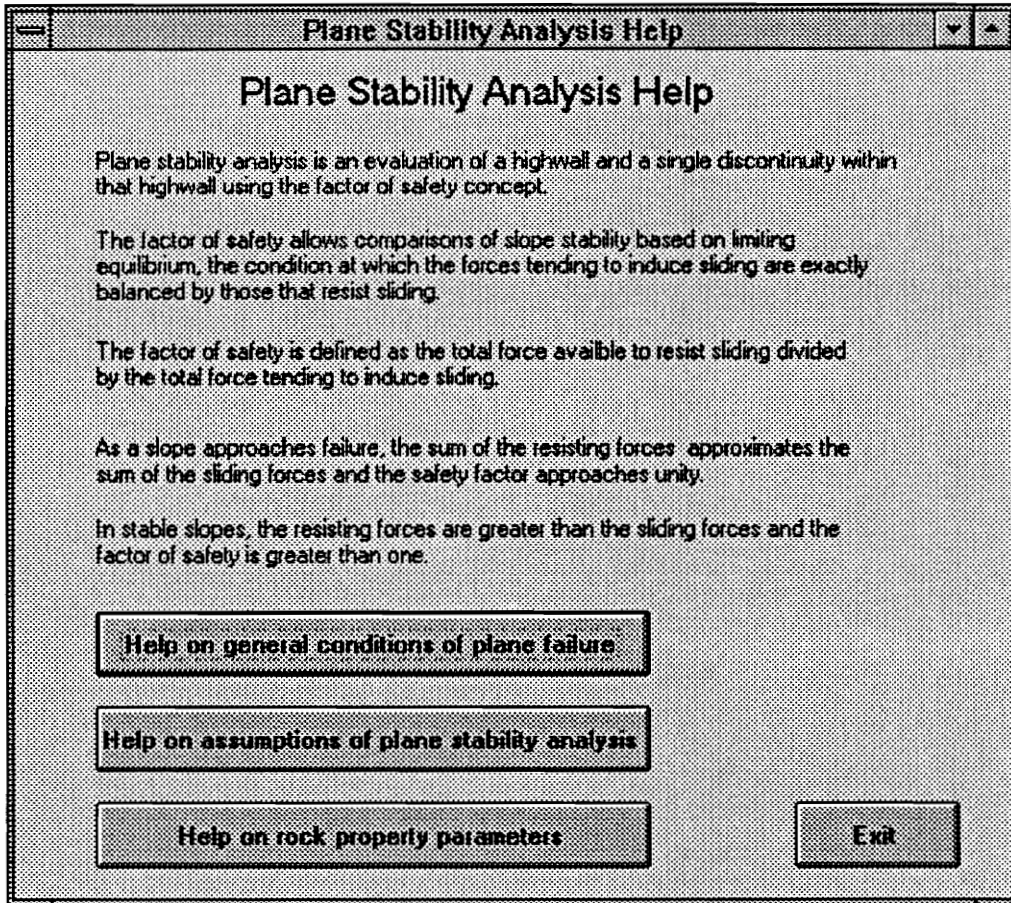 Plane Stability Analysis Help
Plane Stability Analysis Help
Plane stability analysis is an evaluation of a highwall and a single discontinuity within
that highwall using the factor of safety concept.
The factor of safety allows comparisons of slope stability based on limiting
equilibrium, the condition at which the forces tending to induce sliding are exactly
balanced by those that resist sliding.
The factor of safety is defined as the total force availble to resist sliding divided
by the total force tending to induce sliding.
As a slope approaches failure, the sum of the resisting forces approximates the
sum of the sliding forces and the safety factor approaches unity.
In stable slopes, the resisting forces are greater than the sliding forces and the
factor of safety is greater than one.
Help on general conditions of plane failure
Help on assumptions of plane stability analysis
Help on rock property parameters
Exit